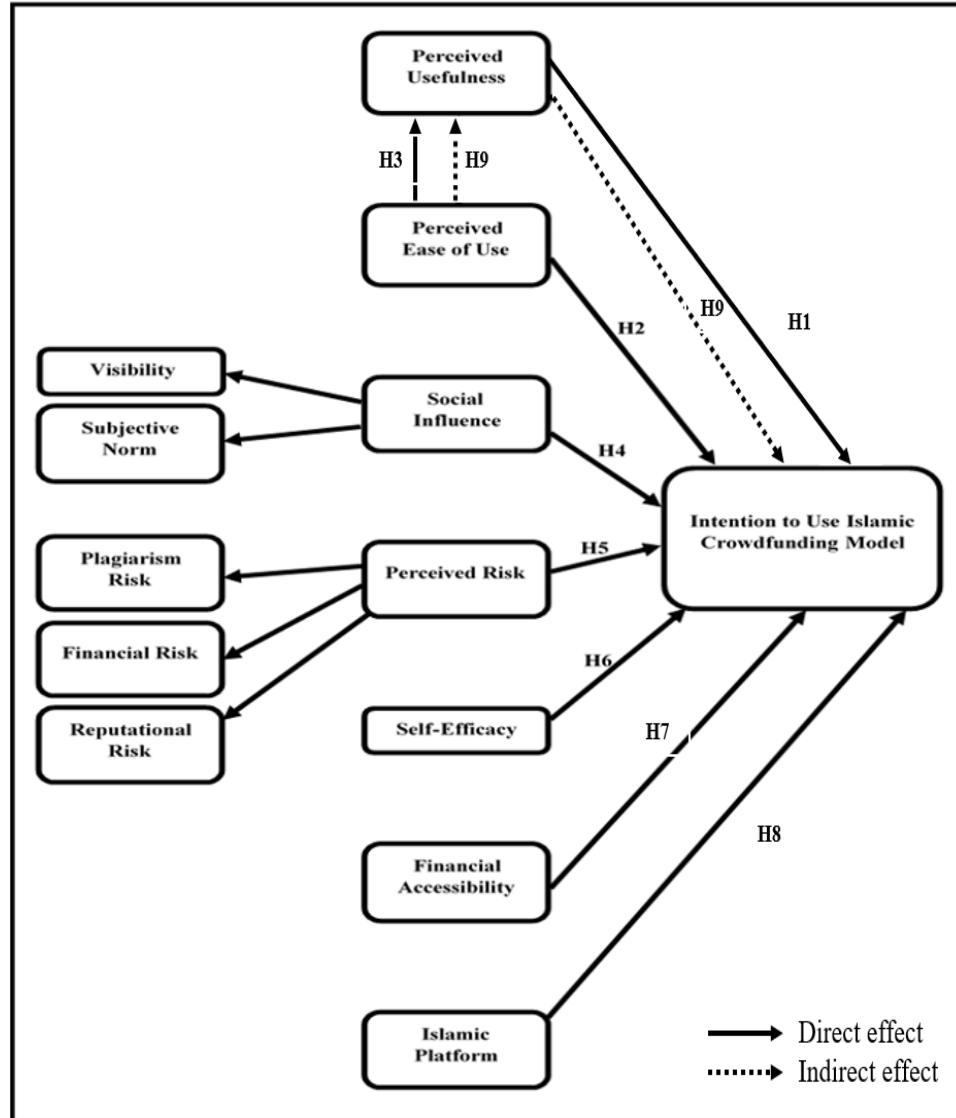 Perceived
Usefulness
H3
H9
Perceived
Ease of Use
H9
H1
H2
Visibility
Subjective
Norm
Social
Influence
H4
Intention to Use Islamic
Crowdfunding Model
Plagiarism
Risk
Perceived Risk
H5
Financial Risk
Reputational
Risk
H6
Self-Efficacy
H7
H8
Financial
Accessibility
Islamic
Platform
Direct effect
Indirect effect